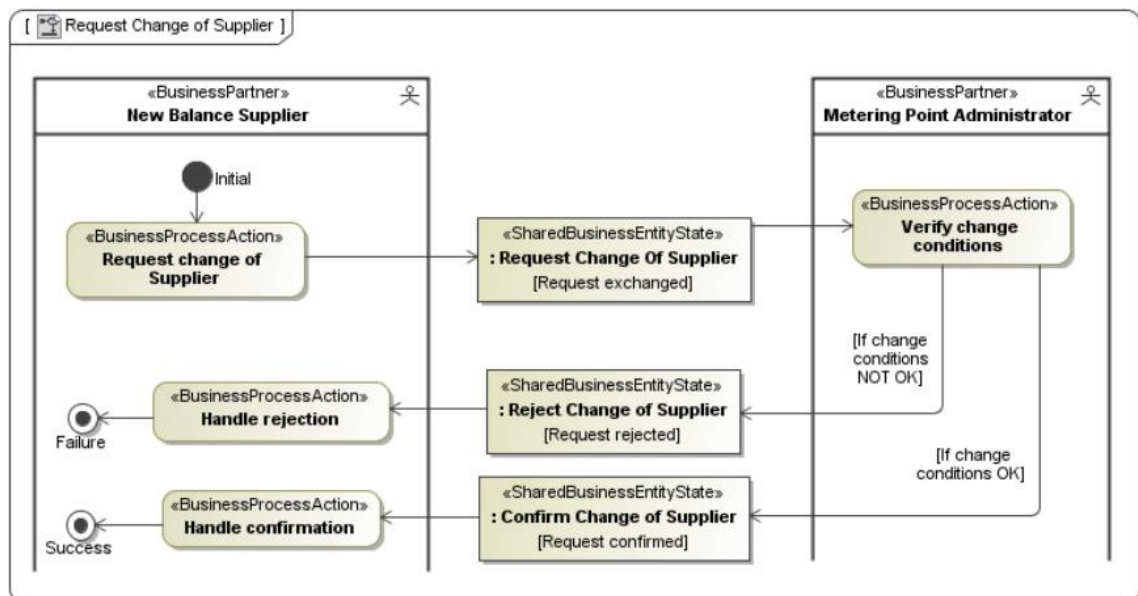 [ Request Change of Supplier ]
«BusinessPartner»
New Balance Supplier
«BusinessPartner»
Metering Point Administrator
Initial
«BusinessProcessAction»
Request change of
Supplier
«SharedBusinessEntityState»
: Request Change Of Supplier
[Request exchanged]
«BusinessProcessAction»
Verify change
conditions
[If change
conditions
NOT OK]
«SharedBusinessEntityState»
: Reject Change of Supplier
[Request rejected]
«BusinessProcessAction»
Handle rejection
Failure
[If change
conditions OK]
«SharedBusinessEntityState»
: Confirm Change of Supplier
[Request confirmed]
«BusinessProcessAction»
Handle confirmation
Success